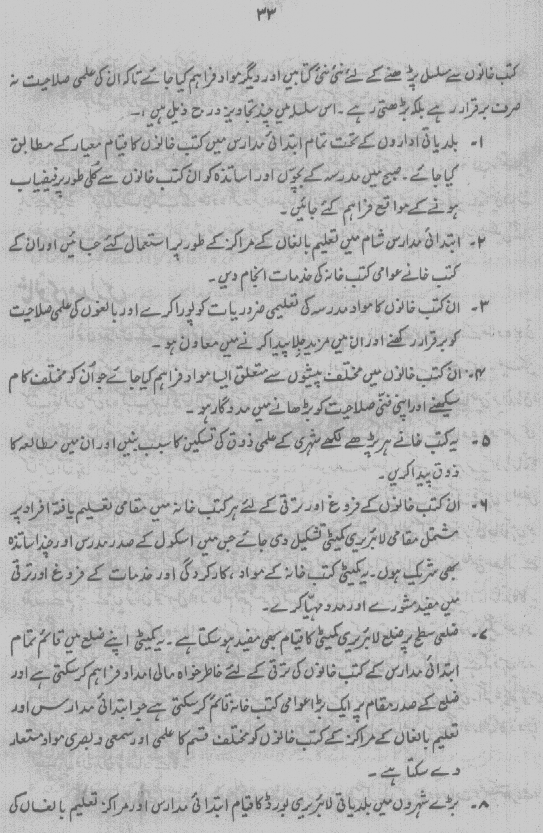 ۳۳
کتب خانوں سے مسلسل پڑھنے کے لئے نئی نئی کتابیں اور دیگر مواد فراہم کیا جائے تاکہ ان کی علمی صلاحیت نہ
صرف برقرار رہے بلکہ بڑھتی رہے ۔ اس سلسلہ میں چند تجاویز درج ذیل ہیں :۔
۱۔ بلدیاتی اداروں کے تحت تمام ابتدائی مدارس میں کتب خانوں کا قیام معیار کے مطابق
کیا جائے ۔ صبح میں مدرسہ کے بچوں اور اساتذہ کو ان کتب خانوں سے کلی طور پر فیضیاب
ہونے کے مواقع فراہم کئے جائیں ۔
۲۔ ابتدائی مدارس شام میں تعلیم بالغان کے مراکز کے طور پر استعمال کئے جائیں اور ان کے
کتب خانے عوامی کتب خانہ کی خدمات انجام دیں ۔
۳۔ ان کتب خانوں کا مواد مدرسہ کی تعلیمی ضروریات کو پورا کرے اور بالغوں کی علمی صلاحیت
کو برقرار رکھنے اور ان میں مزید جلا پیدا کرنے میں معاون ہو ۔
۴۔ ان کتب خانوں میں مختلف پیشوں سے متعلق ایسا مواد فراہم کیا جائے جو ان کو مختلف کام
سیکھنے اور اپنی فنی صلاحیت کو بڑھانے میں مددگار ہو ۔
۵۔ یہ کتب خانے ہر پڑھے لکھے شہری کے علمی ذوق کی تسکین کا سبب بنیں اور ان میں مطالعہ کا
ذوق پیدا کریں ۔
۶۔ ان کتب خانوں کے فروغ اور ترقی کے لئے ہر کتب خانہ میں مقامی تعلیم یافتہ افراد پر
مشتمل مقامی لائبریری کمیٹی تشکیل دی جائے جس میں اسکول کے صدر مدرس اور چند اساتذہ
بھی شریک ہوں ۔ یہ کمیٹی کتب خانہ کے مواد ، کارکردگی اور خدمات کے فروغ اور ترقی
میں مفید مشورے اور مدد مہیا کرے ۔
۷۔ ضلعی سطح پر ضلع لائبریری کمیٹی کا قیام بھی مفید ہو سکتا ہے ۔ یہ کمیٹی اپنے ضلع میں قائم تمام
ابتدائی مدارس کے کتب خانوں کی ترقی کے لئے خاطر خواہ مالی امداد فراہم کر سکتی ہے اور
ضلع کے صدر مقام پر ایک بڑا عوامی کتب خانہ قائم کر سکتی ہے جو ابتدائی مدارس اور
تعلیم بالغان کے مراکز کے کتب خانوں کو مختلف قسم کا علمی اور سمعی و بصری مواد مستعار
دے سکتا ہے ۔
۸۔ بڑے شہروں میں بلدیاتی لائبریری بورڈ کا قیام ابتدائی مدارس اور مراکز تعلیم بالغان کی